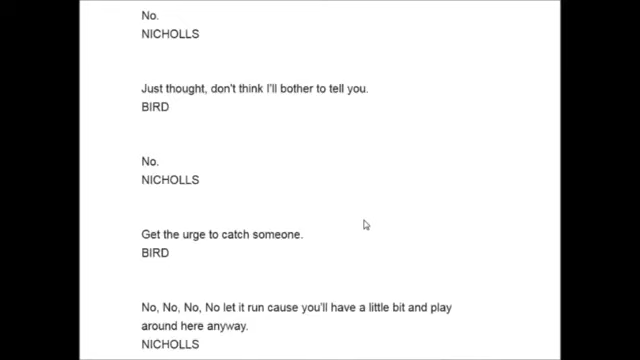 No.
NICHOLLS
Just thought, don't think I'll bother to tell you.
BIRD
No.
NICHOLLS
Get the urge to catch someone.
BIRD
No, No, No, No let it run cause you'll have a little bit and play
around here anyway.
NICHOLLS